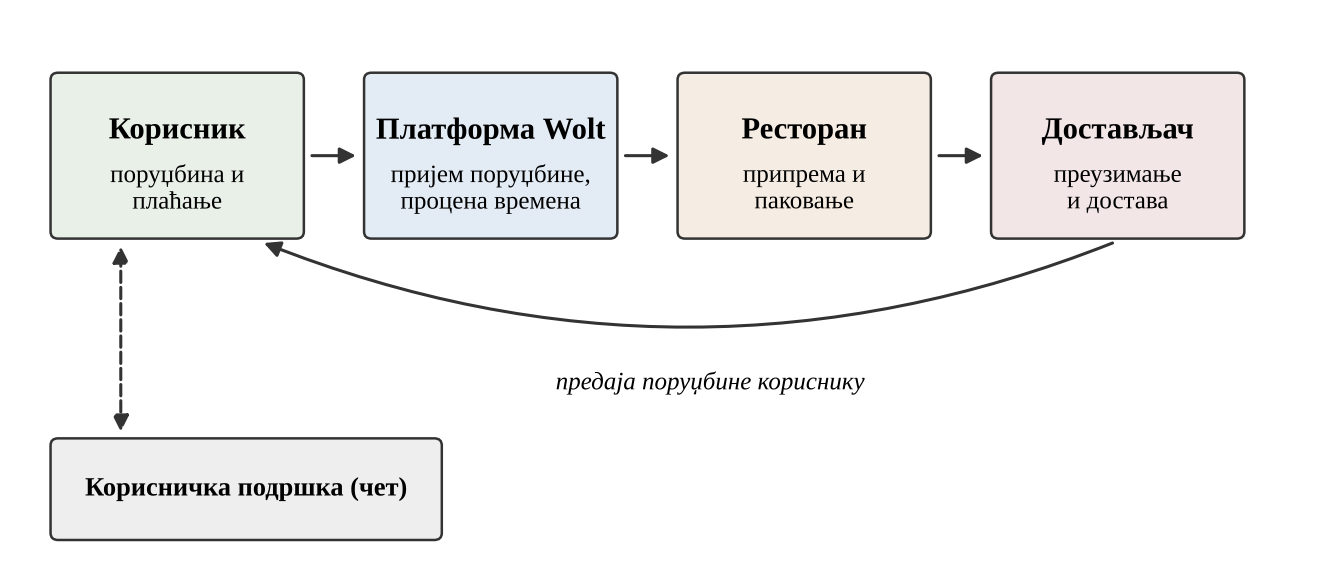 Корисник
поруџбина и
плаћање
Платформа Wolt
пријем поруџбине,
процена времена
Ресторан
припрема и
паковање
Достављач
преузимање
и достава
предаја поруџбине кориснику
Корисничка подршка (чет)